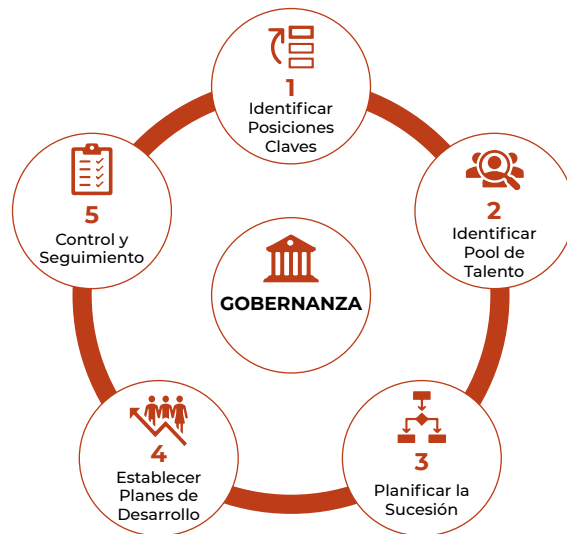 1
Identificar
Posiciones
Claves
2
Identificar
Pool de
Talento
3
Planificar la
Sucesión
4
Establecer
Planes de
Desarrollo
5
Control y
Seguimiento
GOBERNANZA